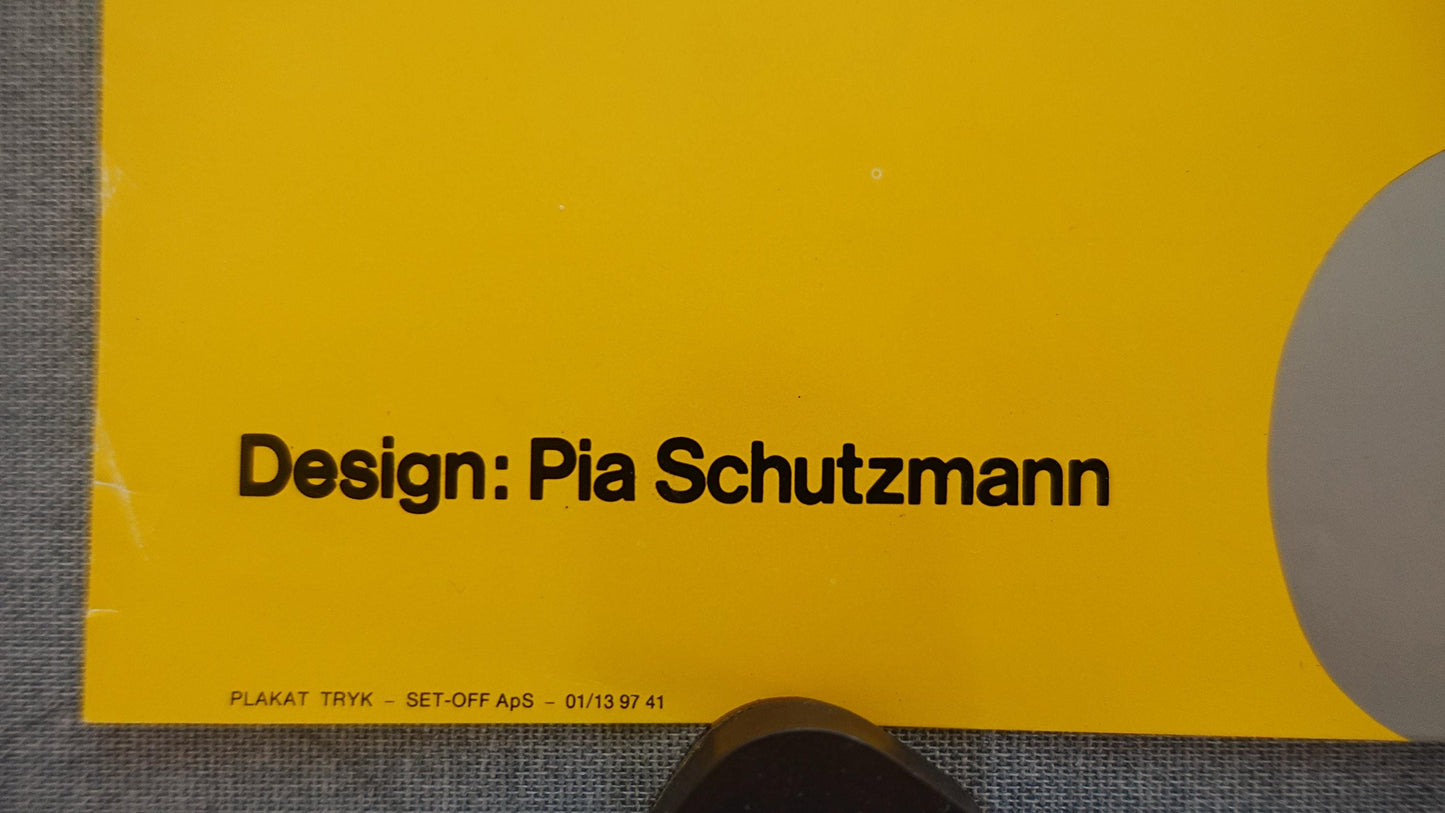 Design: Pia Schutzmann
PLAKAT TRYK – SET-OFF ApS – 01/13 97 41